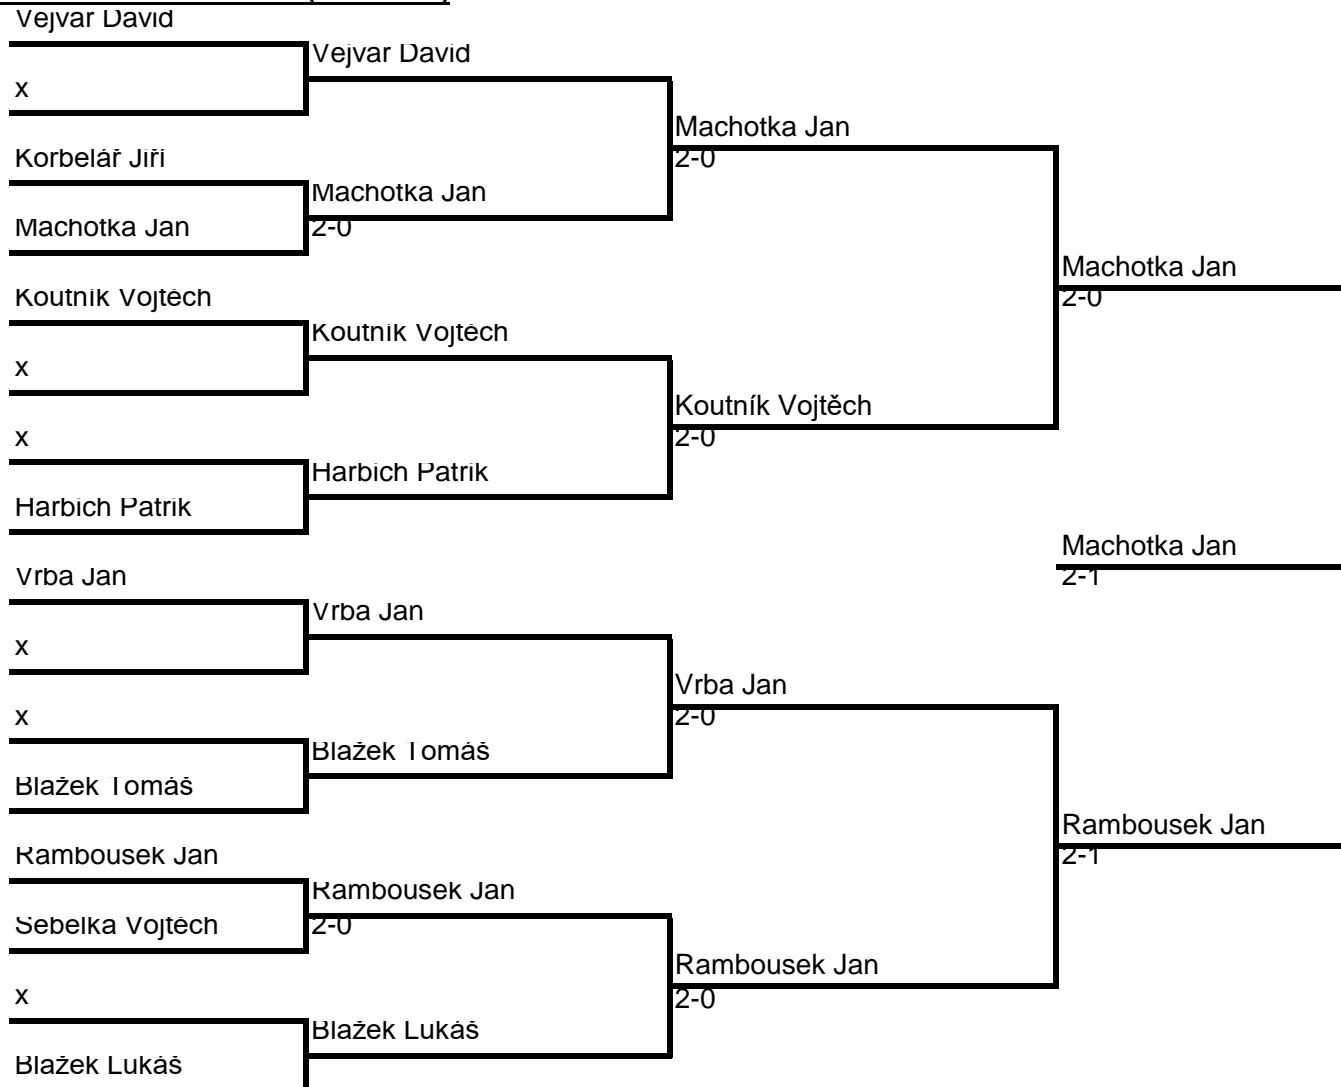 Vejvar David
x
Korbelář Jiří
Machotka Jan
Koutník Vojtěch
x
x
Harbich Patrik
Vrba Jan
x
x
Blažek Tomáš
Rambousek Jan
Šebelka Vojtěch
x
Blažek Lukáš
Vejvar David
Machotka Jan
2-0
Koutník Vojtěch
Harbich Patrik
Vrba Jan
Blažek Tomáš
Rambousek Jan
2-0
Blažek Lukáš
Machotka Jan
2-0
Koutník Vojtěch
2-0
Vrba Jan
2-0
Rambousek Jan
2-0
Machotka Jan
2-0
Machotka Jan
2-1
Rambousek Jan
2-1